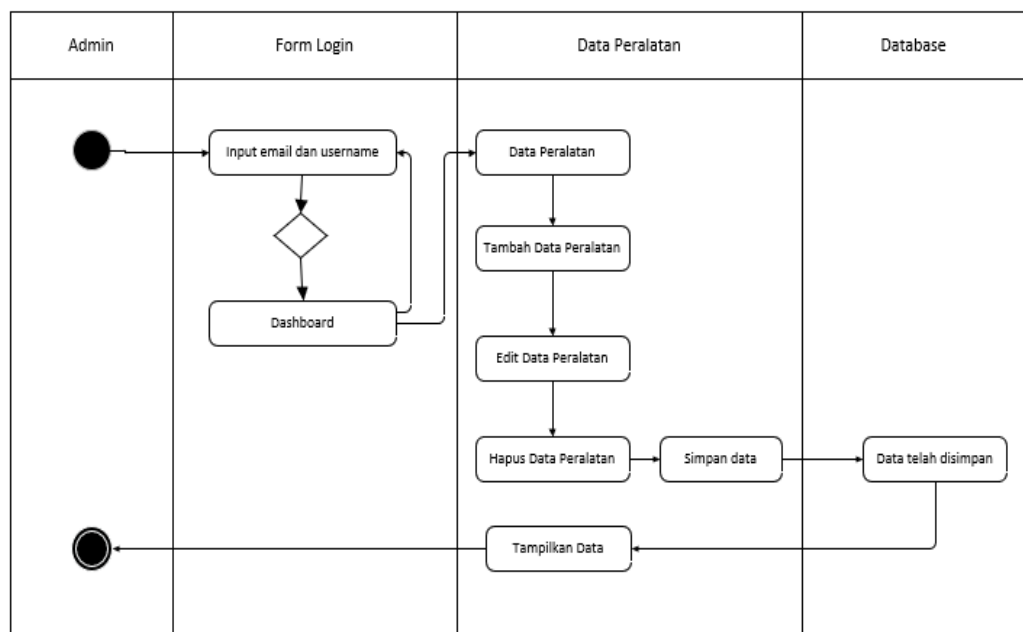 Admin
Form Login
Data Peralatan
Database
Input email dan username
Data Peralatan
Tambah Data Peralatan
Dashboard
Edit Data Peralatan
Hapus Data Peralatan
Simpan data
Data telah disimpan
Tampilkan Data